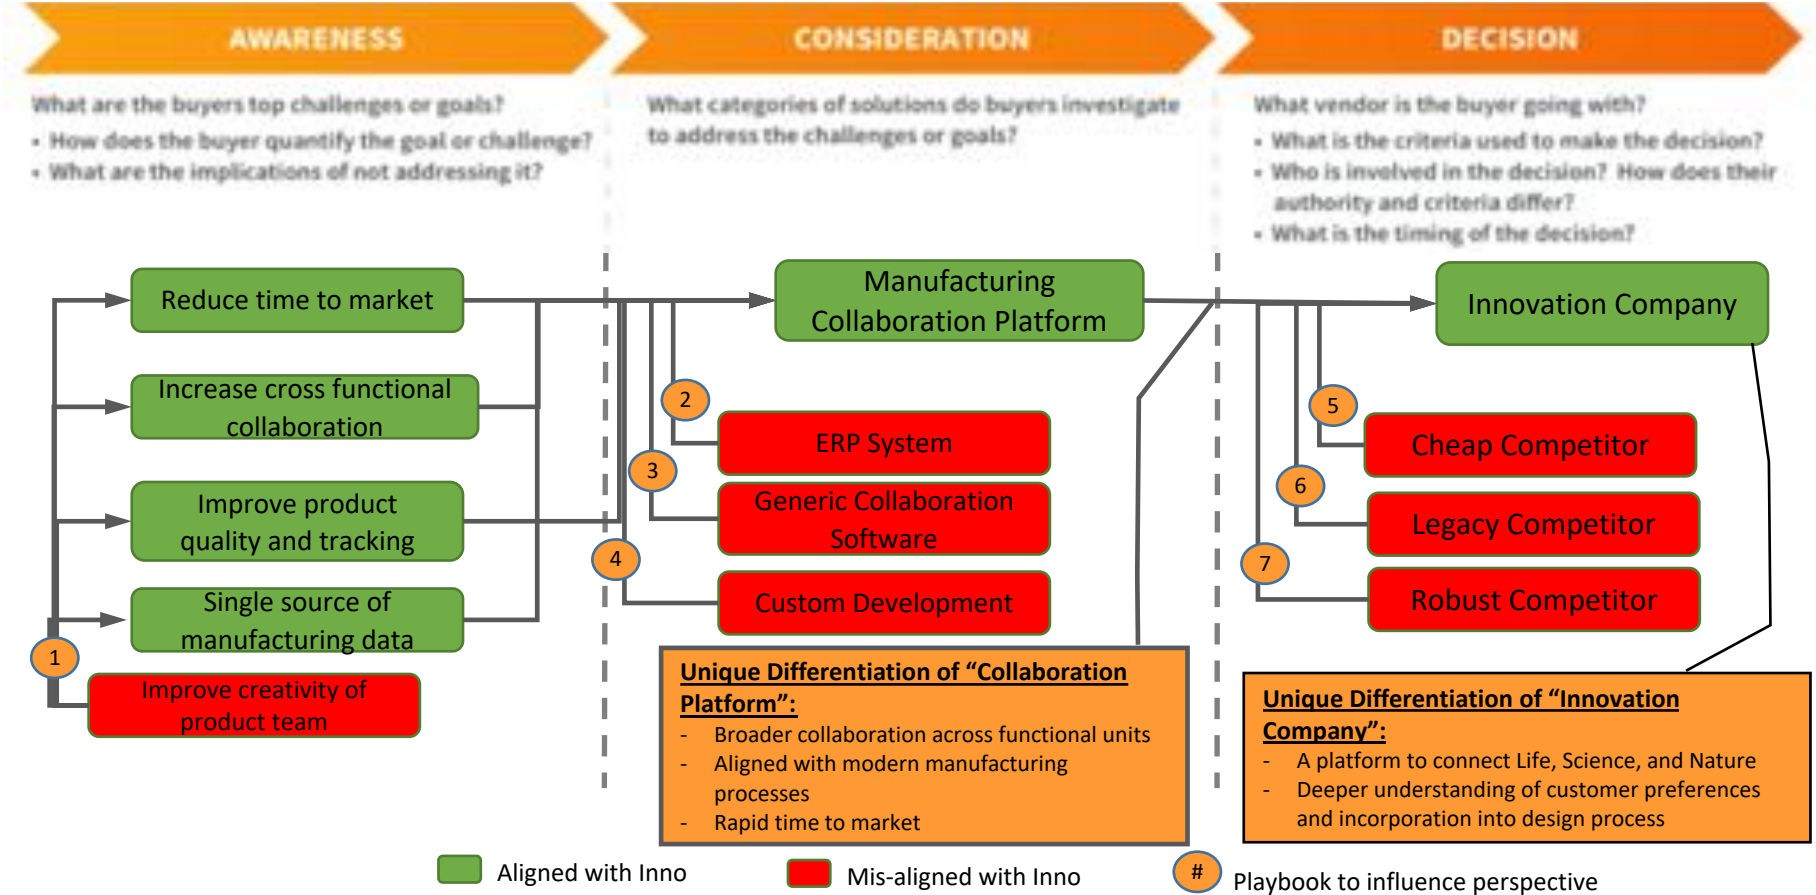 AWARENESS
CONSIDERATION
DECISION
What are the buyers top challenges or goals?
• How does the buyer quantify the goal or challenge?
• What are the implications of not addressing it?
What categories of solutions do buyers investigate
to address the challenges or goals?
What vendor is the buyer going with?
• What is the criteria used to make the decision?
• Who is involved in the decision? How does their
authority and criteria differ?
• What is the timing of the decision?
Reduce time to market
Increase cross functional
collaboration
Improve product
quality and tracking
Single source of
manufacturing data
1
Improve creativity of
product team
Manufacturing
Collaboration Platform
2
ERP System
3
Generic Collaboration
Software
4
Custom Development
Unique Differentiation of “Collaboration
Platform”:
- Broader collaboration across functional units
- Aligned with modern manufacturing
processes
- Rapid time to market
Innovation Company
5
Cheap Competitor
6
Legacy Competitor
7
Robust Competitor
Unique Differentiation of “Innovation
Company”:
- A platform to connect Life, Science, and Nature
- Deeper understanding of customer preferences
and incorporation into design process
Aligned with Inno
Mis-aligned with Inno
# Playbook to influence perspective